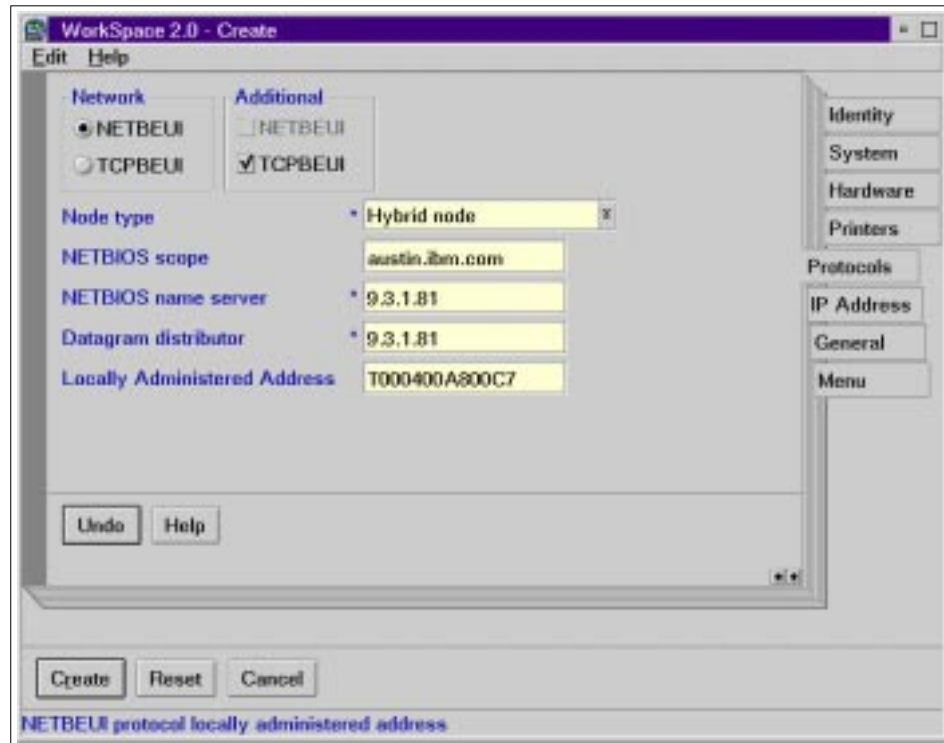 WorkSpace 2.0 - Create
Edit Help
Network Additional
NETBEUI NETBEUI
TCPBEUI TCPBEUI
Node type * Hybrid node
NETBIOS scope austin.ibm.com
NETBIOS name server * 9.3.1.81
Datagram distributor * 9.3.1.81
Locally Administered Address T000400A800C7
Identity
System
Hardware
Printers
Protocols
IP Address
General
Menu
Undo Help
Create Reset Cancel
NETBEUI protocol locally administered address